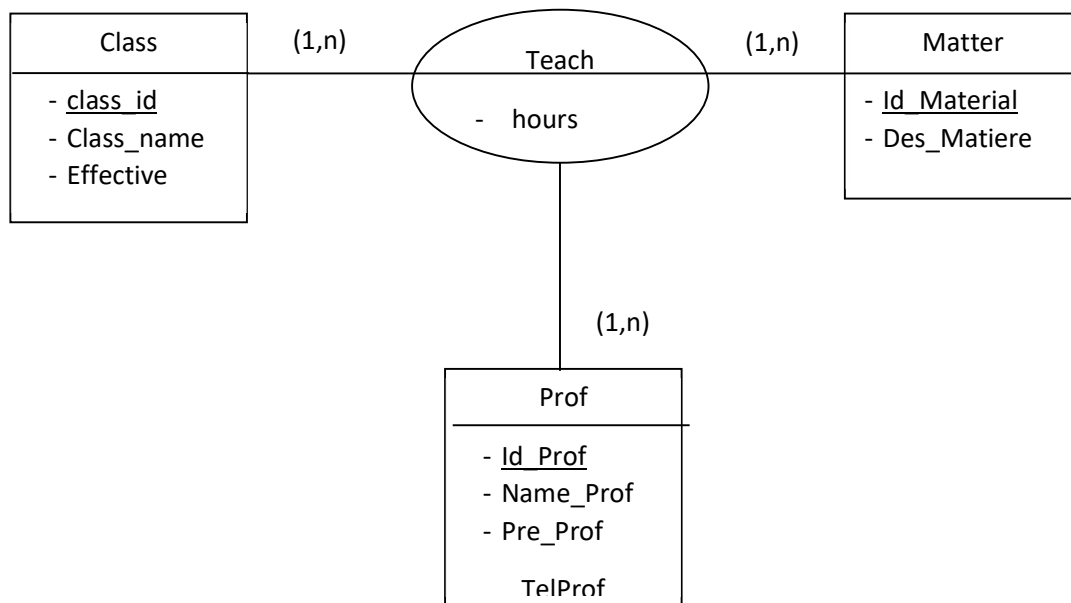 Class
- class_id
- Class_name
- Effective
(1,n)
Teach
- hours
(1,n)
Matter
- Id_Material
- Des_Matiere
(1,n)
Prof
- Id_Prof
- Name_Prof
- Pre_Prof
TelProf